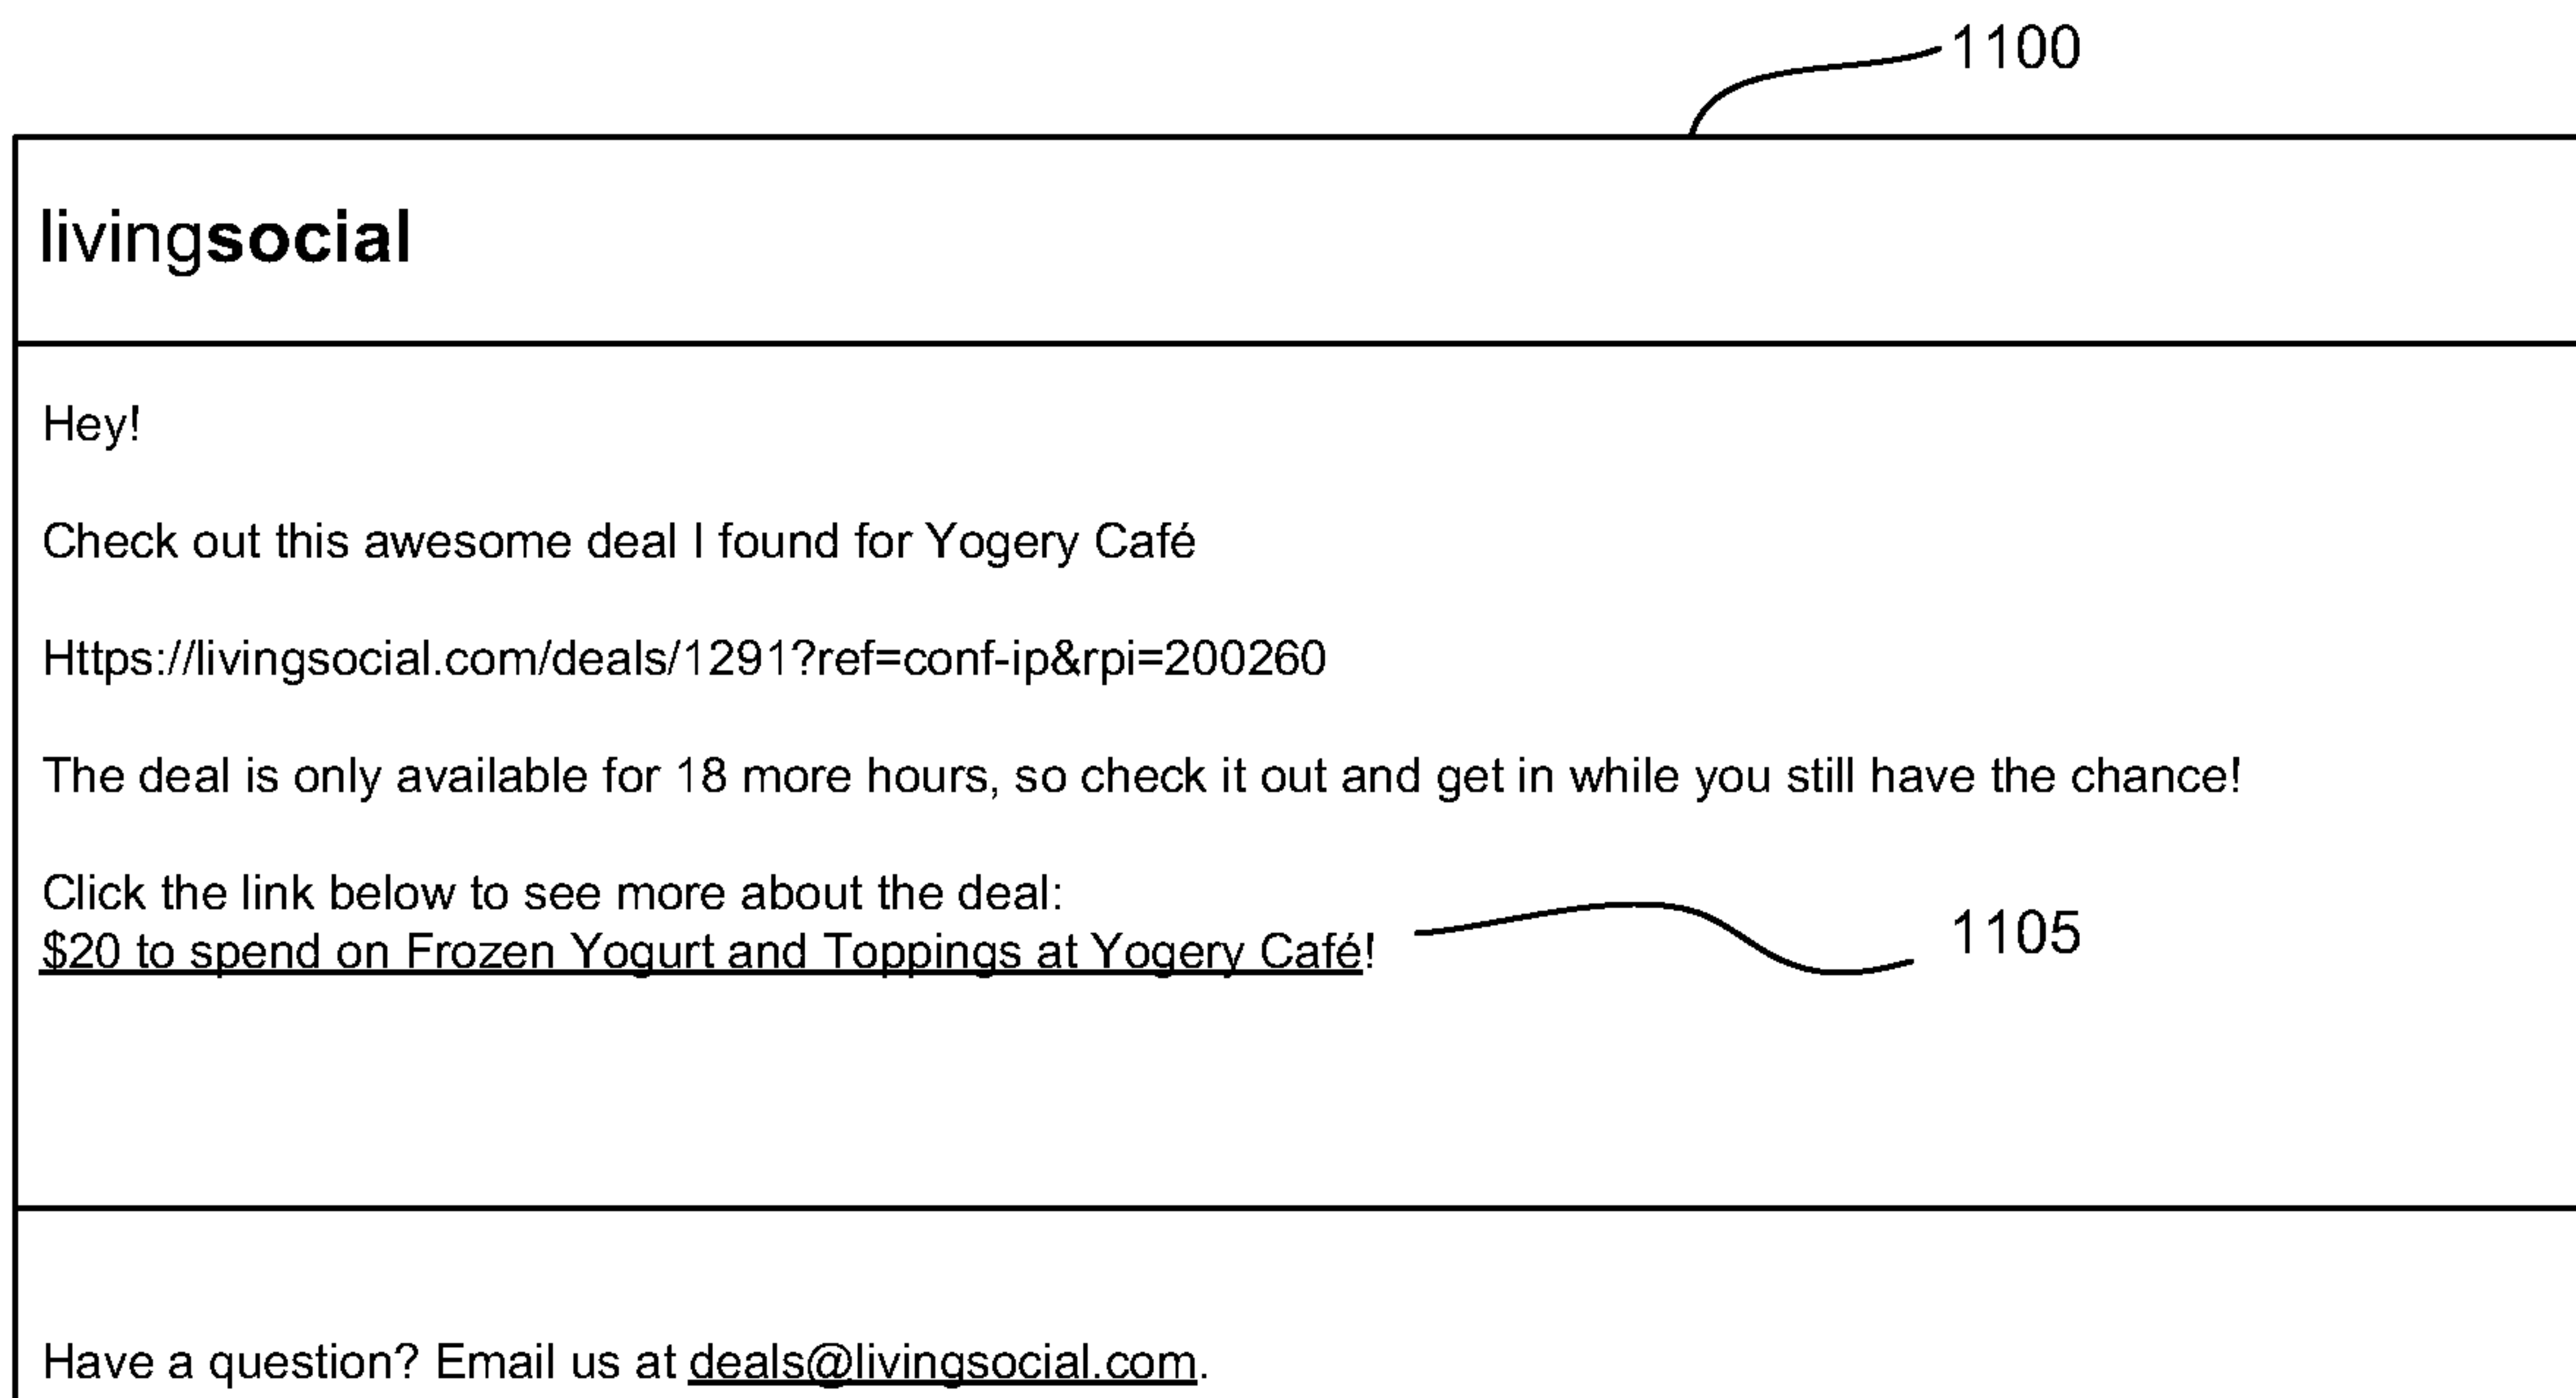 1100
livingsocial
Hey!
Check out this awesome deal I found for Yogery Café
Https://livingsocial.com/deals/1291?ref=conf-ip&rpi=200260
The deal is only available for 18 more hours, so check it out and get in while you still have the chance!
Click the link below to see more about the deal:
$20 to spend on Frozen Yogurt and Toppings at Yogery Café!
1105
Have a question? Email us at deals@livingsocial.com.